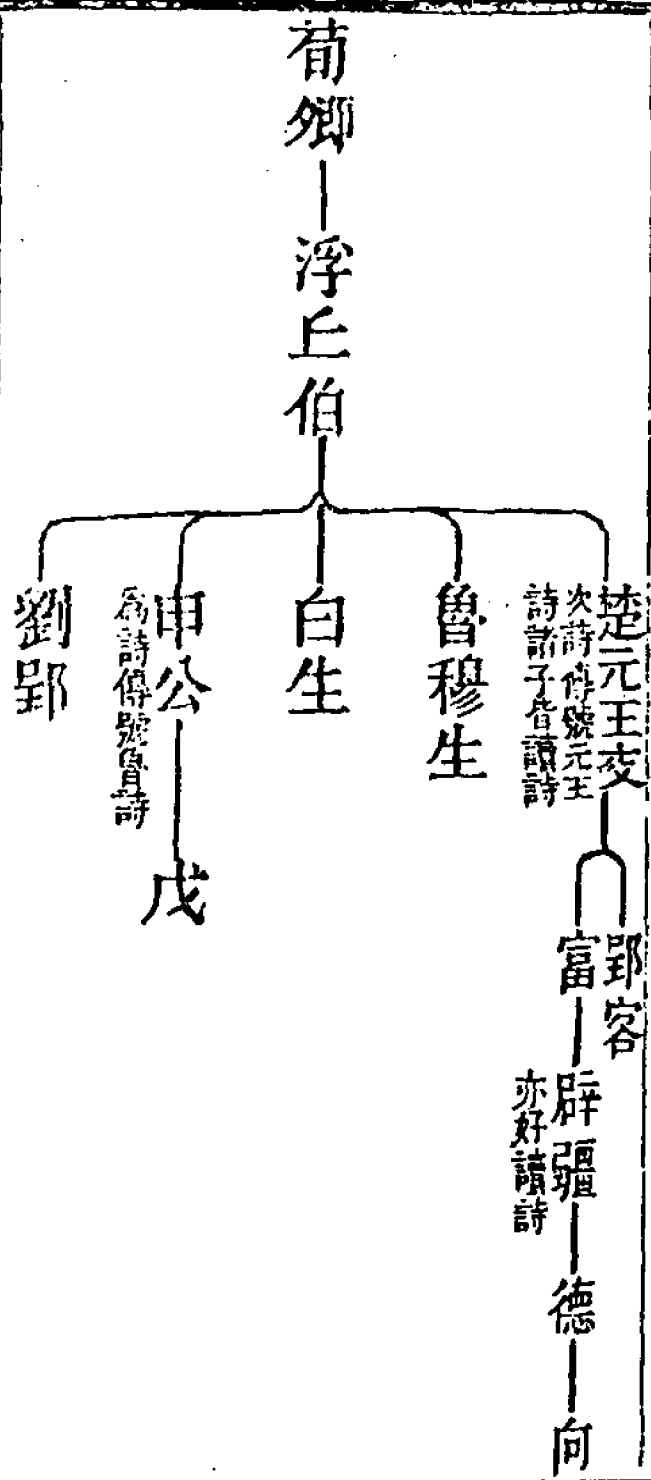 荀卿
浮丘伯
楚元王交
次詩傳號元王
詩諸子皆讀詩
郢客
富
辟彊
亦好讀詩
德
向
魯穆生
白生
申公
為詩傳號魯詩
戊
劉郢